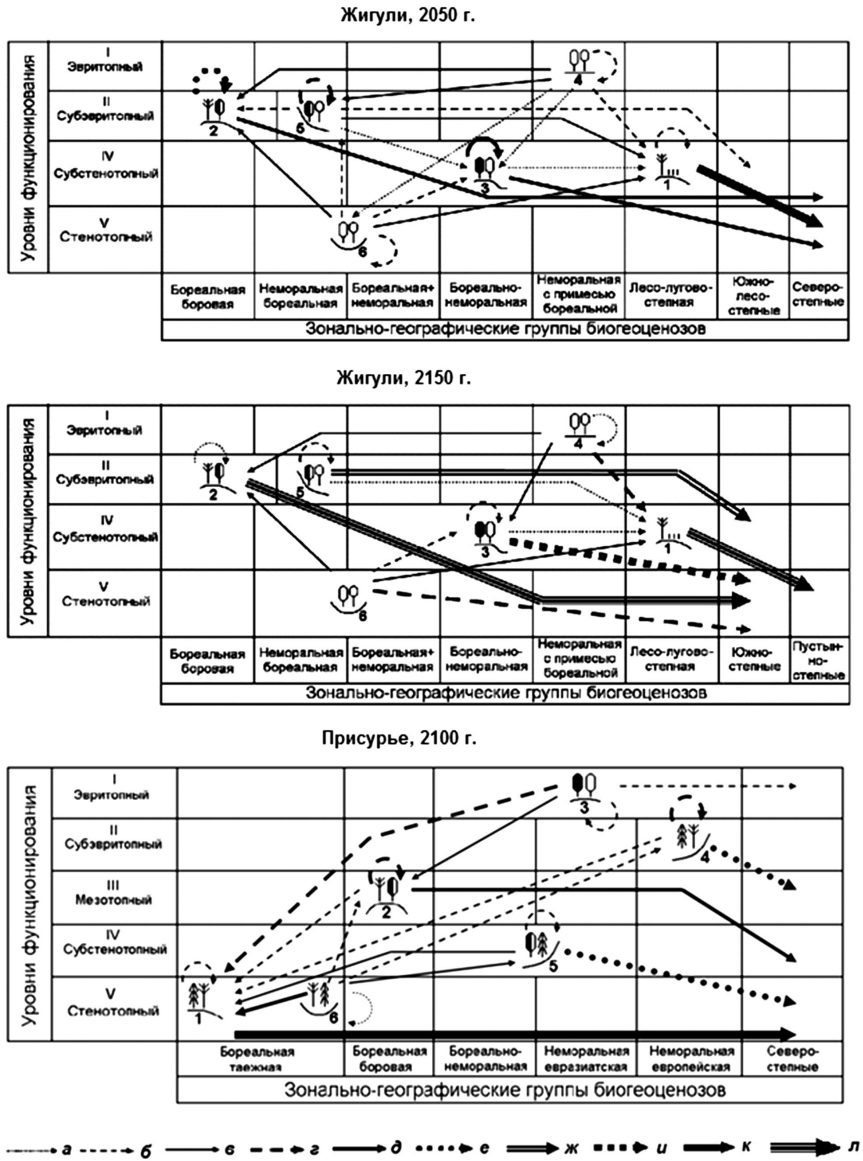 Жигули, 2050 г.
Уровни функционирования
I
Эвритопный
II
Субэвритопный
IV
Субстенотопный
V
Стенотопный
4
2
5
3
1
6
Бореальная боровая
Неморальная бореальная
Бореальная+ неморальная
Бореально- неморальная
Неморальная с примесью бореальной
Лесо-лугово- степная
Южно- лесо- степные
Северо- степные
Зонально-географические группы биогеоценозов
Жигули, 2150 г.
Уровни функционирования
I
Эвритопный
II
Субэвритопный
IV
Субстенотопный
V
Стенотопный
4
2
5
3
1
6
Бореальная боровая
Неморальная бореальная
Бореальная+ неморальная
Бореально- неморальная
Неморальная с примесью бореальной
Лесо-лугово- степная
Южно- степные
Пустын- но- степные
Зонально-географические группы биогеоценозов
Присурье, 2100 г.
Уровни функционирования
I
Эвритопный
II
Субэвритопный
III
Мезотопный
IV
Субстенотопный
V
Стенотопный
3
4
2
5
1
6
Бореальная таежная
Бореальная боровая
Бореально- неморальная
Неморальная евразиатская
Неморальная европейская
Северо- степные
Зонально-географические группы биогеоценозов
а б в г д е ж и к л